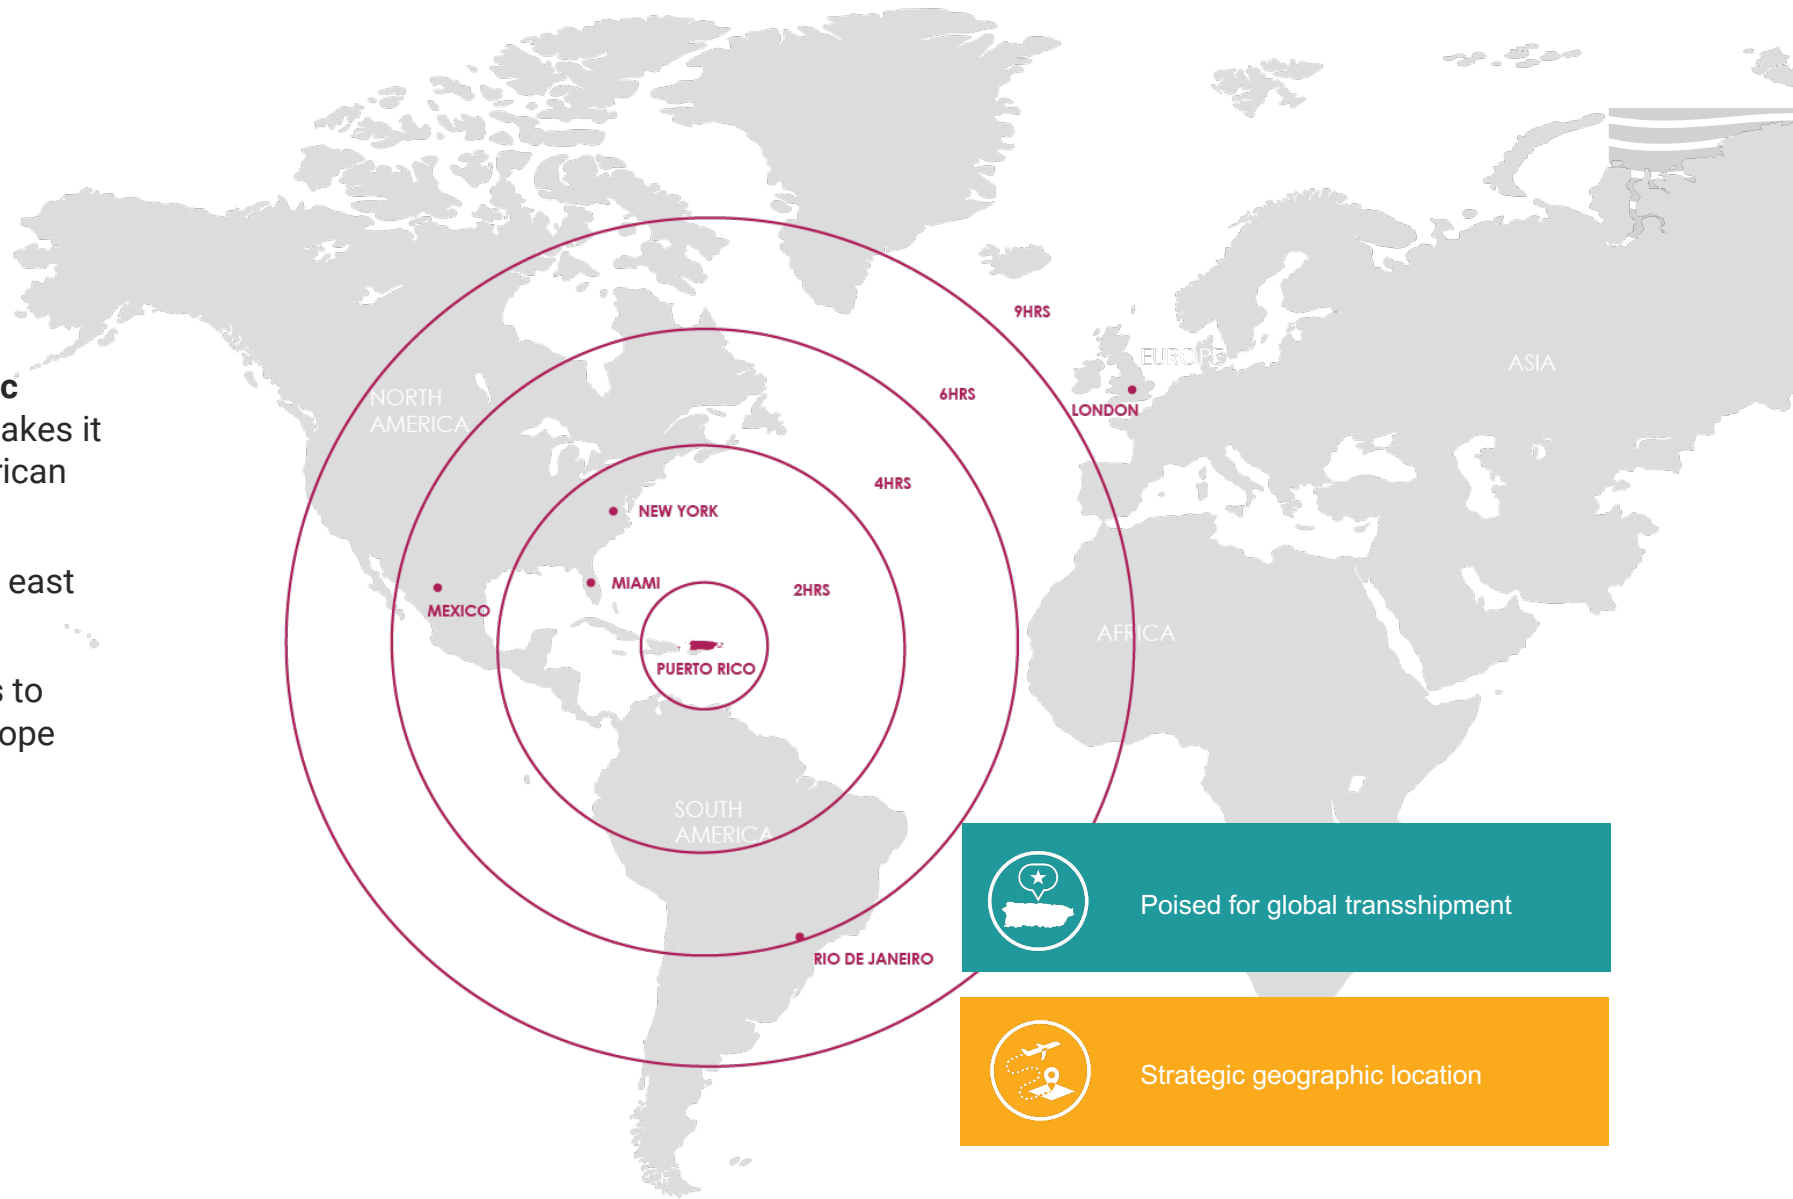 c
akes it
rican
east
s to
ope
9HRS
EUROPE
ASIA
6HRS
NORTH
AMERICA
LONDON
4HRS
NEW YORK
MIAMI
2HRS
MEXICO
AFRICA
PUERTO RICO
SOUTH
AMERICA
RIO DE JANEIRO
Poised for global transshipment
Strategic geographic location